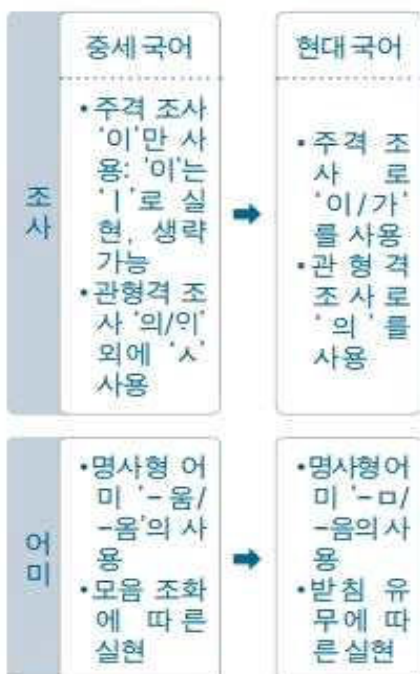 중세 국어
현대 국어
조
사
•주격 조사
'이'만 사
용: '이'는
'ㅣ'로 실
현, 생략
가능
•관형격 조
사 '의/ᄋᆡ'
외에 'ㅅ'
사용
•주격 조
사 로
'이/가'
를 사용
•관형격
조사로
'의'를
사용
어
미
•명사형 어
미 '-움/
-옴'의 사
용
•모음 조화
에 따른
실현
•명사형어
미 '-ㅁ/
-음의 사
용
•받침 유
무에 따
른 실현